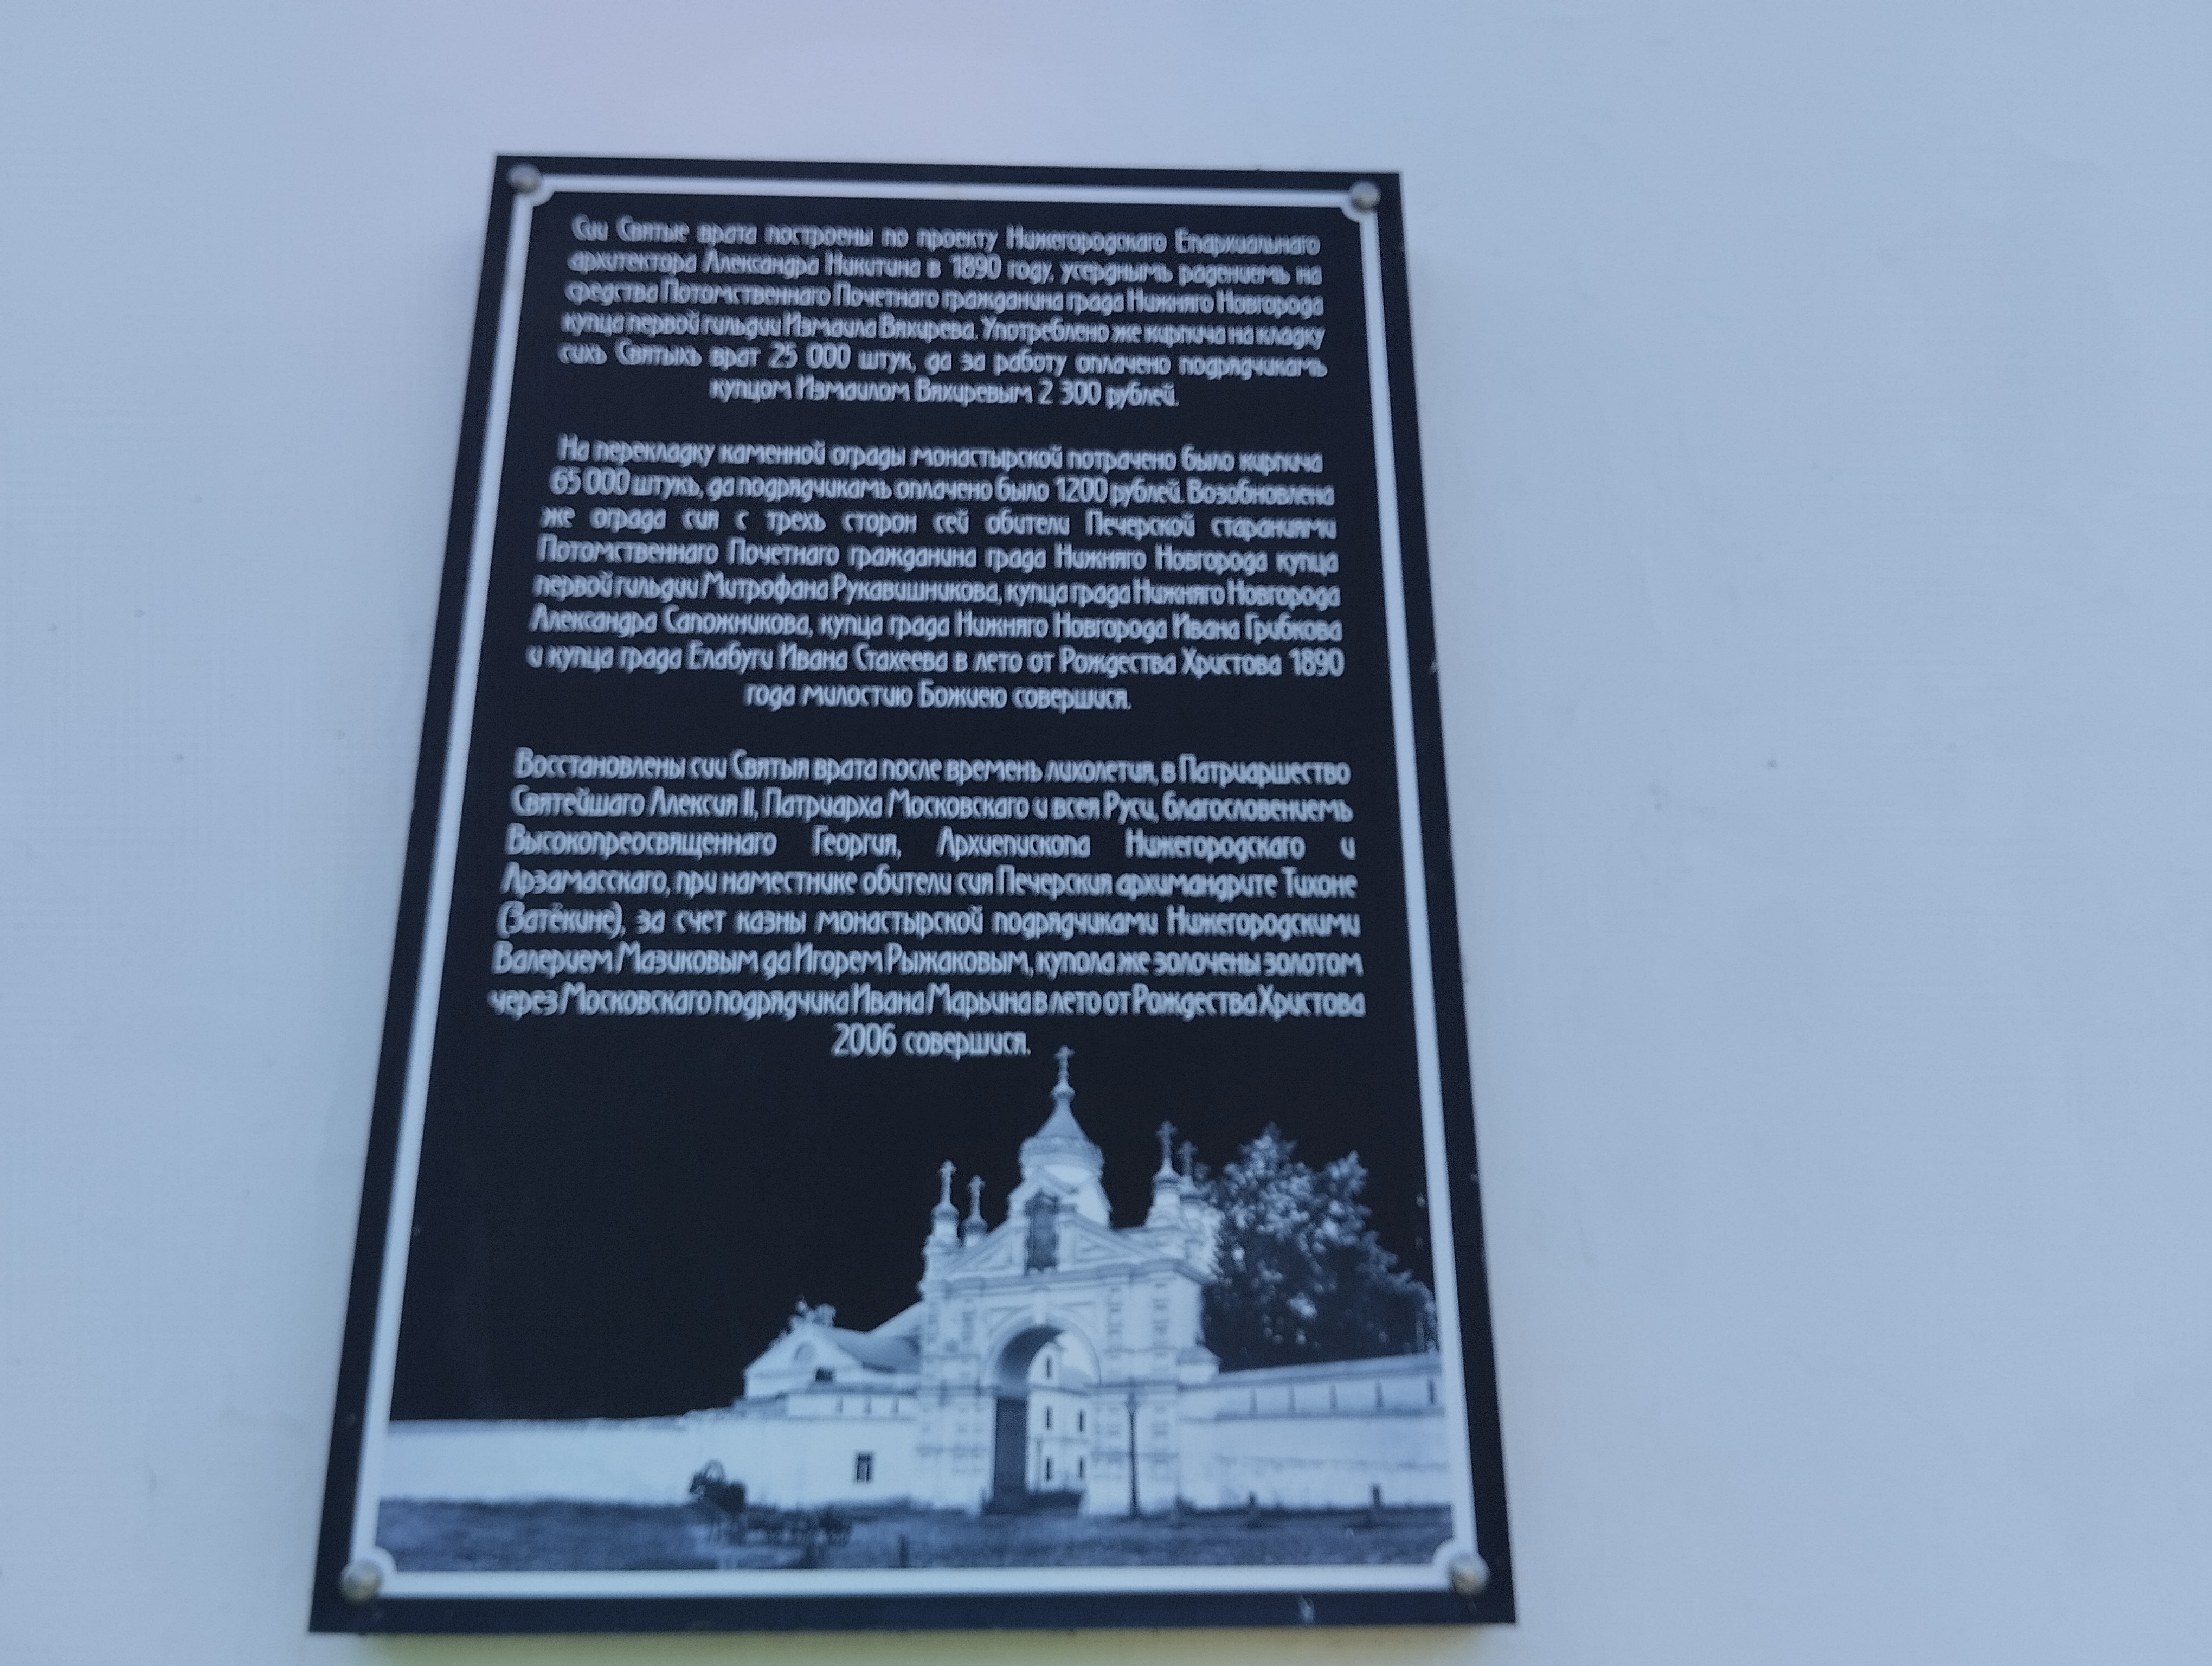 Сии Святые врата построены по проекту Нижегородскаго Епархиальнаго
архитектора Александра Никитина в 1890 году, усерднымъ радениемъ на
средства Потомственнаго Почетнаго гражданина града Нижняго Новгорода
купца первой гильдии Измаила Вяхирева. Употреблено же кирпича на кладку
сихъ Святыхъ врат 25 000 штук, да за работу оплачено подрядчикамъ
купцом Измаилом Вяхиревым 2 300 рублей.
На перекладку каменной ограды монастырской потрачено было кирпича
65 000 штукъ, да подрядчикамъ оплачено было 1200 рублей. Возобновлена
же ограда сия с трехъ сторон сей обители Печерской стараниями
Потомственнаго Почетнаго гражданина града Нижняго Новгорода купца
первой гильдии Митрофана Рукавишникова, купца града Нижняго Новгорода
Александра Сапожникова, купца града Нижняго Новгорода Ивана Грибкова
и купца града Елабуги Ивана Стахеева в лето от Рождества Христова 1890
года милостию Божиею совершися.
Восстановлены сии Святыя врата после временъ лихолетия, в Патриаршество
Святейшаго Алексия II, Патриарха Московскаго и всея Руси, благословениемъ
Высокопреосвященнаго Георгия, Архиепископа Нижегородскаго и
Арзамасскаго, при наместнике обители сия Печерския архимандрите Тихоне
(Затёкине), за счет казны монастырской подрядчиками Нижегородскими
Валерием Мазиковым да Игорем Рыжаковым, купола же золочены золотом
через Московскаго подрядчика Ивана Марьина в лето от Рождества Христова
2006 совершися.